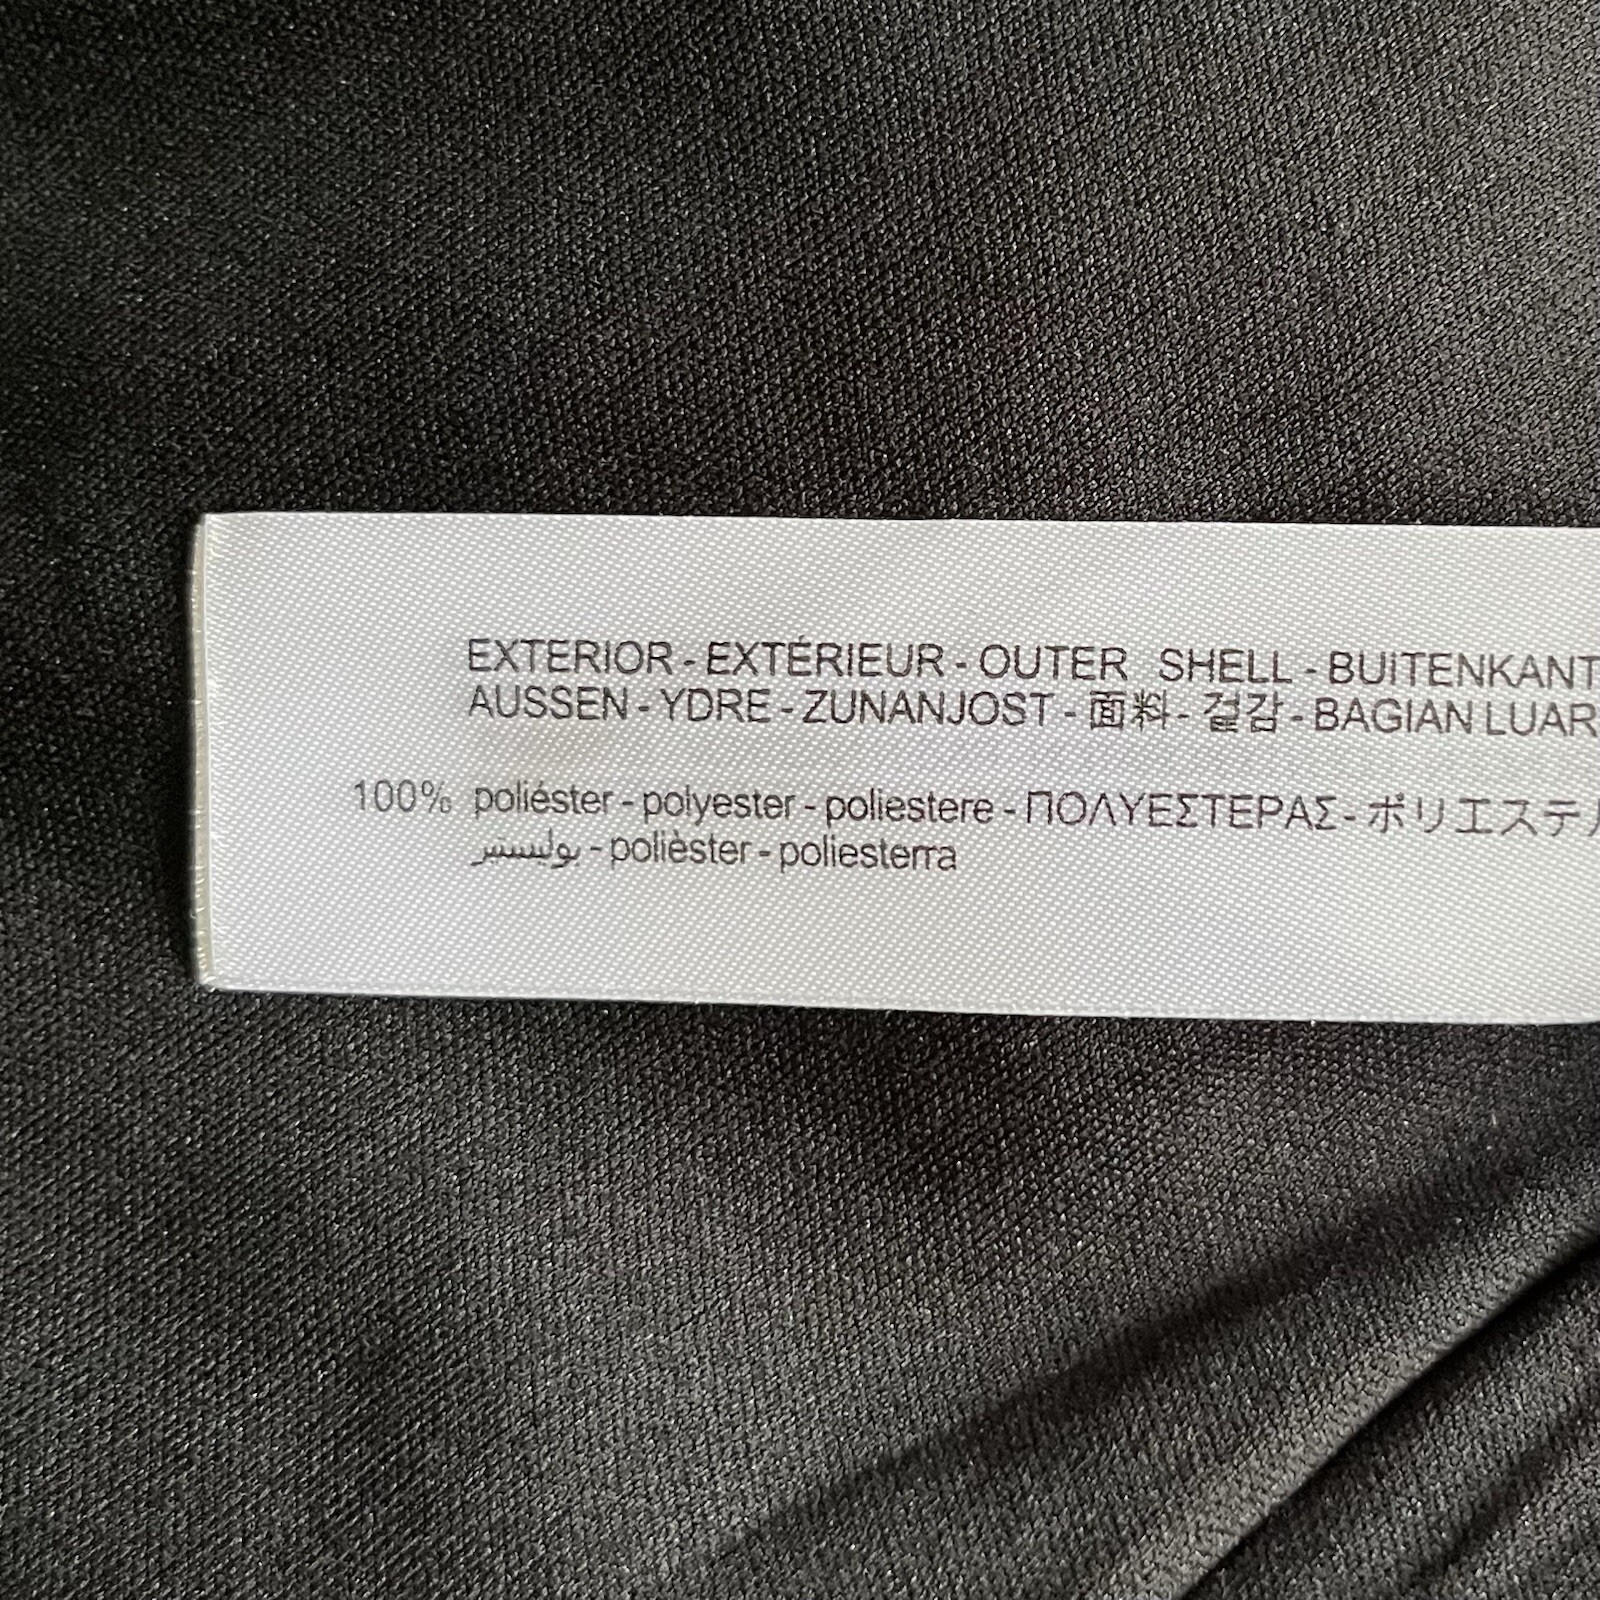 EXTERIOR - EXTÉRIEUR - OUTER SHELL - BUITENKANT
AUSSEN - YDRE - ZUNANJOST - 面料 - 겉감 - BAGIAN LUAR
100% poliéster - polyester - poliestere - ΠΟΛΥΕΣΤΕΡΑΣ - ポリエステル
بوليستر - polièster - poliesterra